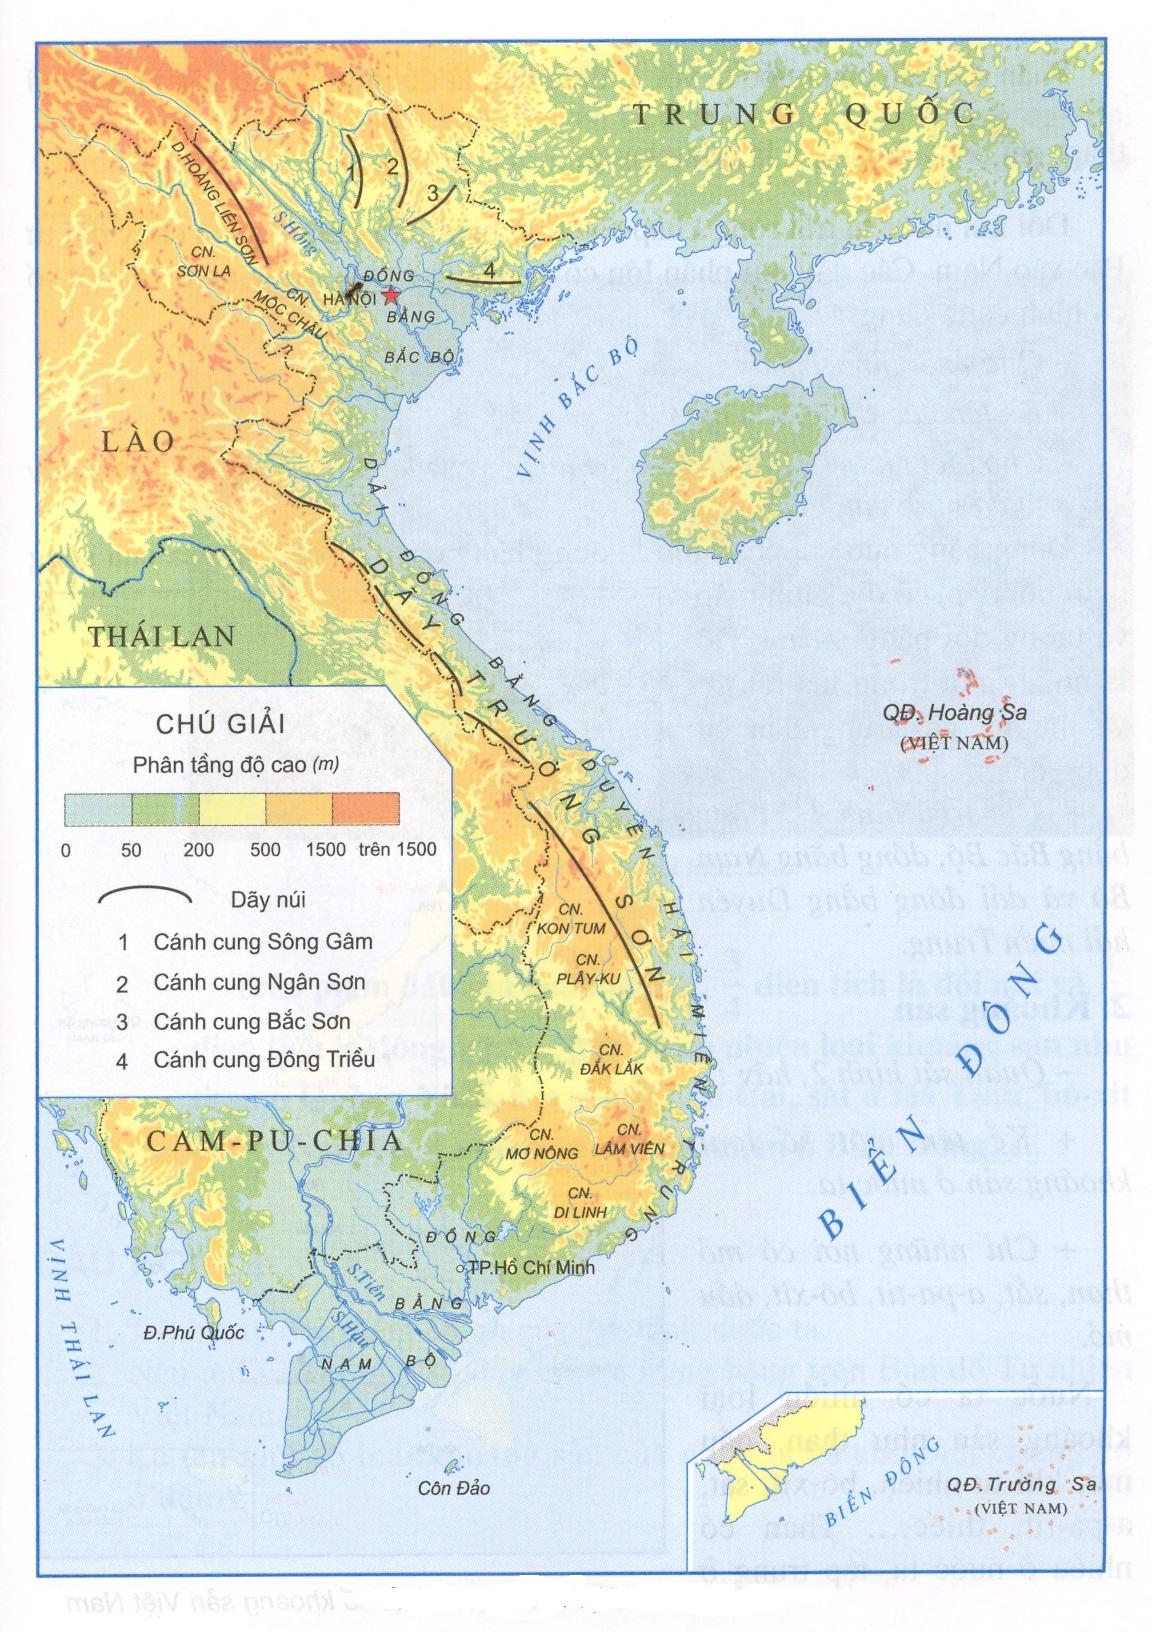 TRUNG QUỐC
1
2
3
4
D.HOÀNG LIÊN SƠN
S.Hồng
CN.
SƠN LA
CN.
MỘC CHÂU
HÀ NỘI
ĐỒNG
BẰNG
BẮC BỘ
VỊNH BẮC BỘ
LÀO
DẢI ĐỒNG BẰNG DUYÊN HẢI MIỀN TRUNG
DÃY TRƯỜNG SƠN
THÁI LAN
QĐ. Hoàng Sa
(VIỆT NAM)
CHÚ GIẢI
Phân tầng độ cao (m)
0 50 200 500 1500 trên 1500
Dãy núi
1 Cánh cung Sông Gâm
2 Cánh cung Ngân Sơn
3 Cánh cung Bắc Sơn
4 Cánh cung Đông Triều
CN.
KON TUM
CN.
PLÂY-KU
CN.
ĐẮK LẮK
CN.
MƠ NÔNG
CN.
LÂM VIÊN
CN.
DI LINH
BIỂN ĐÔNG
CAM-PU-CHIA
ĐỒNG
TP.Hồ Chí Minh
BẰNG
NAM BỘ
S.Tiền
S.Hậu
Đ.Phú Quốc
VỊNH THÁI LAN
Côn Đảo
BIỂN ĐÔNG
QĐ.Trường Sa
(VIỆT NAM)
khoáng sản Việt Nam